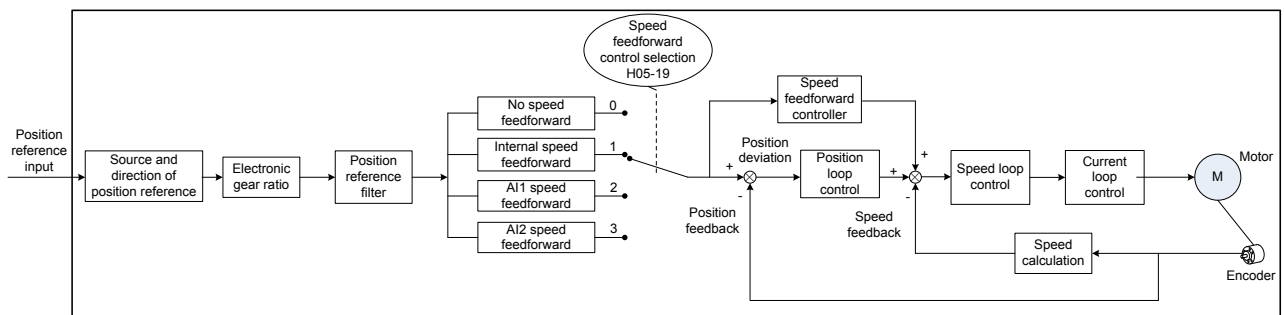 Speed
feedforward
control selection
H05-19
Position
reference
input
Source and
direction of
position reference
Electronic
gear ratio
Position
reference
filter
No speed
feedforward
0
Internal speed
feedforward
1
AI1 speed
feedforward
2
AI2 speed
feedforward
3
Speed
feedforward
controller
Position
deviation
+
-
Position
feedback
Position
loop
control
+
+
-
Speed
feedback
Speed loop
control
Current
loop
control
Motor
M
Speed
calculation
Encoder